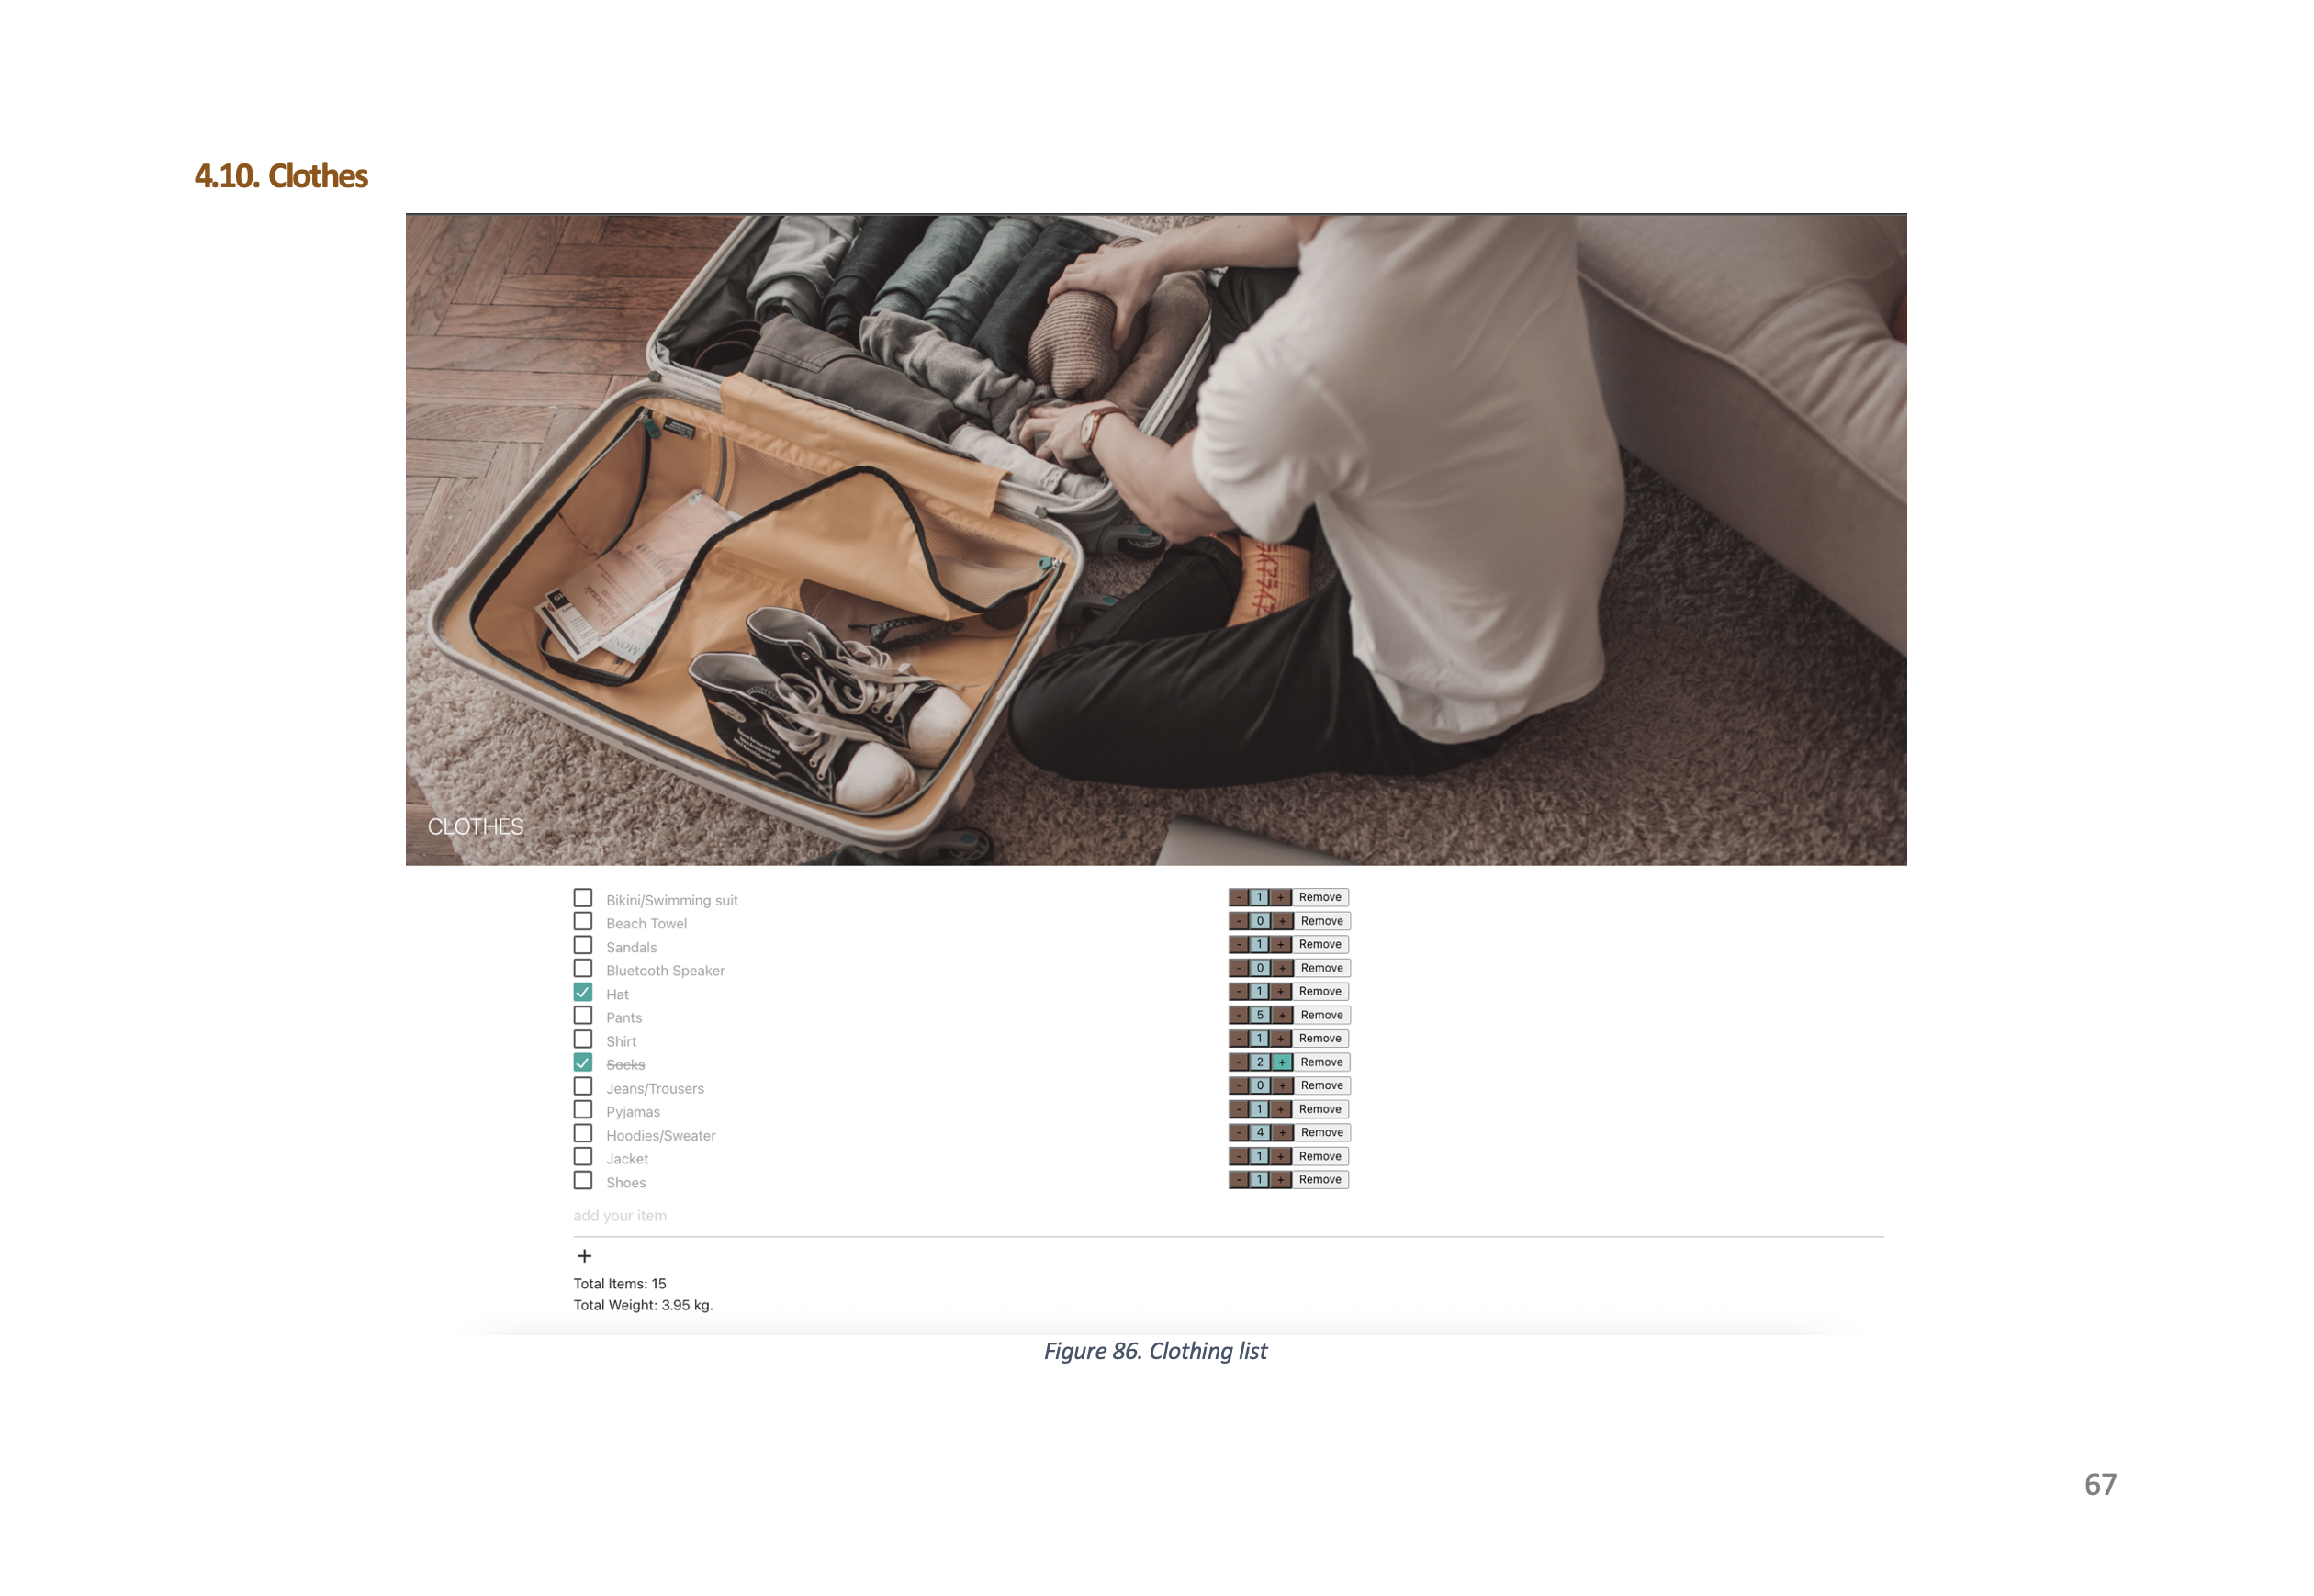 4.10. Clothes
CLOTHES
Bikini/Swimming suit - 1 + Remove
Beach Towel - 0 + Remove
Sandals - 1 + Remove
Bluetooth Speaker - 0 + Remove
Hat - 1 + Remove
Pants - 5 + Remove
Shirt - 1 + Remove
Socks - 2 + Remove
Jeans/Trousers - 0 + Remove
Pyjamas - 1 + Remove
Hoodies/Sweater - 4 + Remove
Jacket - 1 + Remove
Shoes - 1 + Remove
add your item
+
Total Items: 15
Total Weight: 3.95 kg.
Figure 86. Clothing list
67